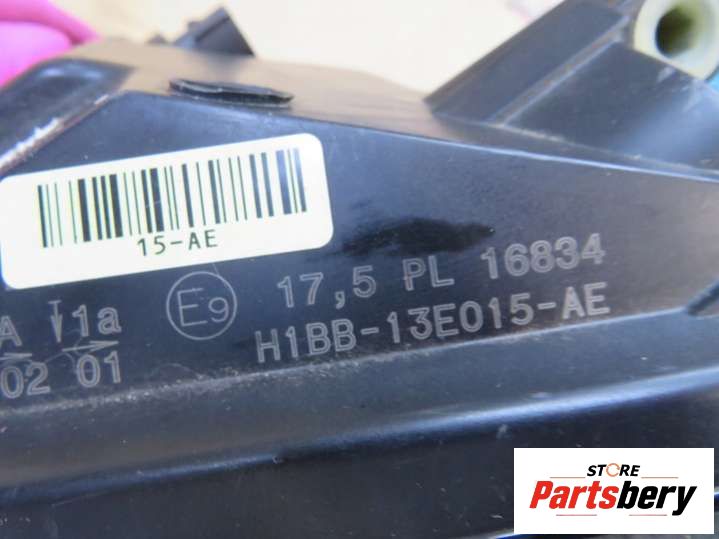 15-AE
A 1a
02 01
E9
17,5 PL 16834
H1BB-13E015-AE
STORE
Partsbery